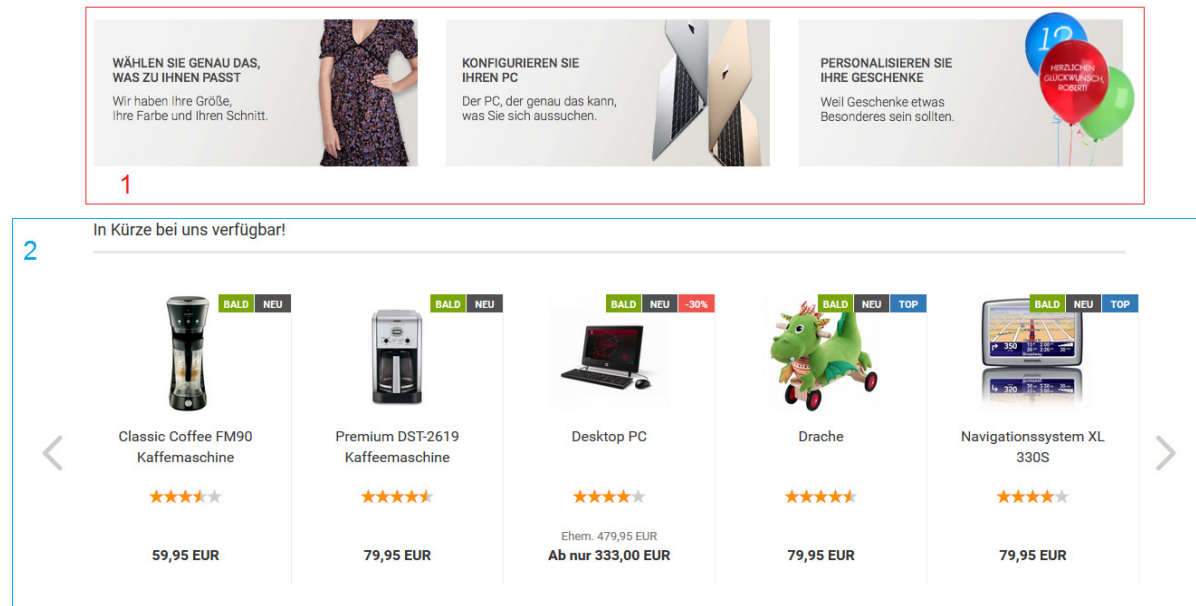 WÄHLEN SIE GENAU DAS,
WAS ZU IHNEN PASST
Wir haben Ihre Größe,
Ihre Farbe und Ihren Schnitt.
KONFIGURIEREN SIE
IHREN PC
Der PC, der genau das kann,
was Sie sich aussuchen.
PERSONALISIEREN SIE
IHRE GESCHENKE
Weil Geschenke etwas
Besonderes sein sollten.
HERZLICHEN
GLÜCKWUNSCH,
ROBERT!
1
2
In Kürze bei uns verfügbar!
BALD NEU
Classic Coffee FM90
Kaffemaschine
59,95 EUR
BALD NEU
Premium DST-2619
Kaffeemaschine
79,95 EUR
BALD NEU -30%
Desktop PC
Ehem. 479,95 EUR
Ab nur 333,00 EUR
BALD NEU TOP
Drache
79,95 EUR
BALD NEU TOP
350
Broadway
Navigationssystem XL
330S
79,95 EUR